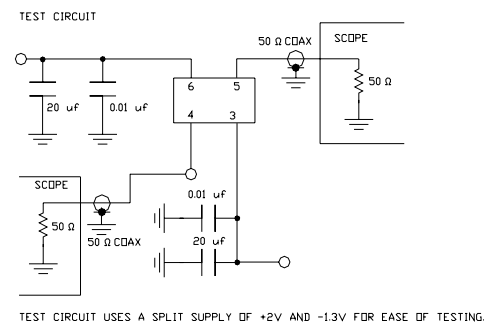 TEST CIRCUIT
50 Ω COAX
SCOPE
6 5
50 Ω
20 uf
0.01 uf
4 3
SCOPE
0.01 uf
50 Ω
50 Ω COAX
20 uf
TEST CIRCUIT USES A SPLIT SUPPLY OF +2V AND -1.3V FOR EASE OF TESTING.